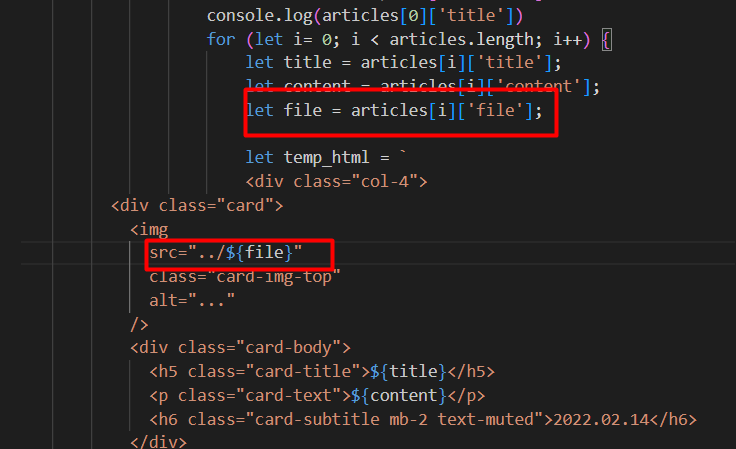 console.log(articles[0]['title'])
for (let i= 0; i < articles.length; i++) {
let title = articles[i]['title'];
let content = articles[i]['content'];
let file = articles[i]['file'];
let temp_html = `
<div class="col-4">
<div class="card">
<img
src="../${file}"
class="card-img-top"
alt="..."
/>
<div class="card-body">
<h5 class="card-title">${title}</h5>
<p class="card-text">${content}</p>
<h6 class="card-subtitle mb-2 text-muted">2022.02.14</h6>
</div>